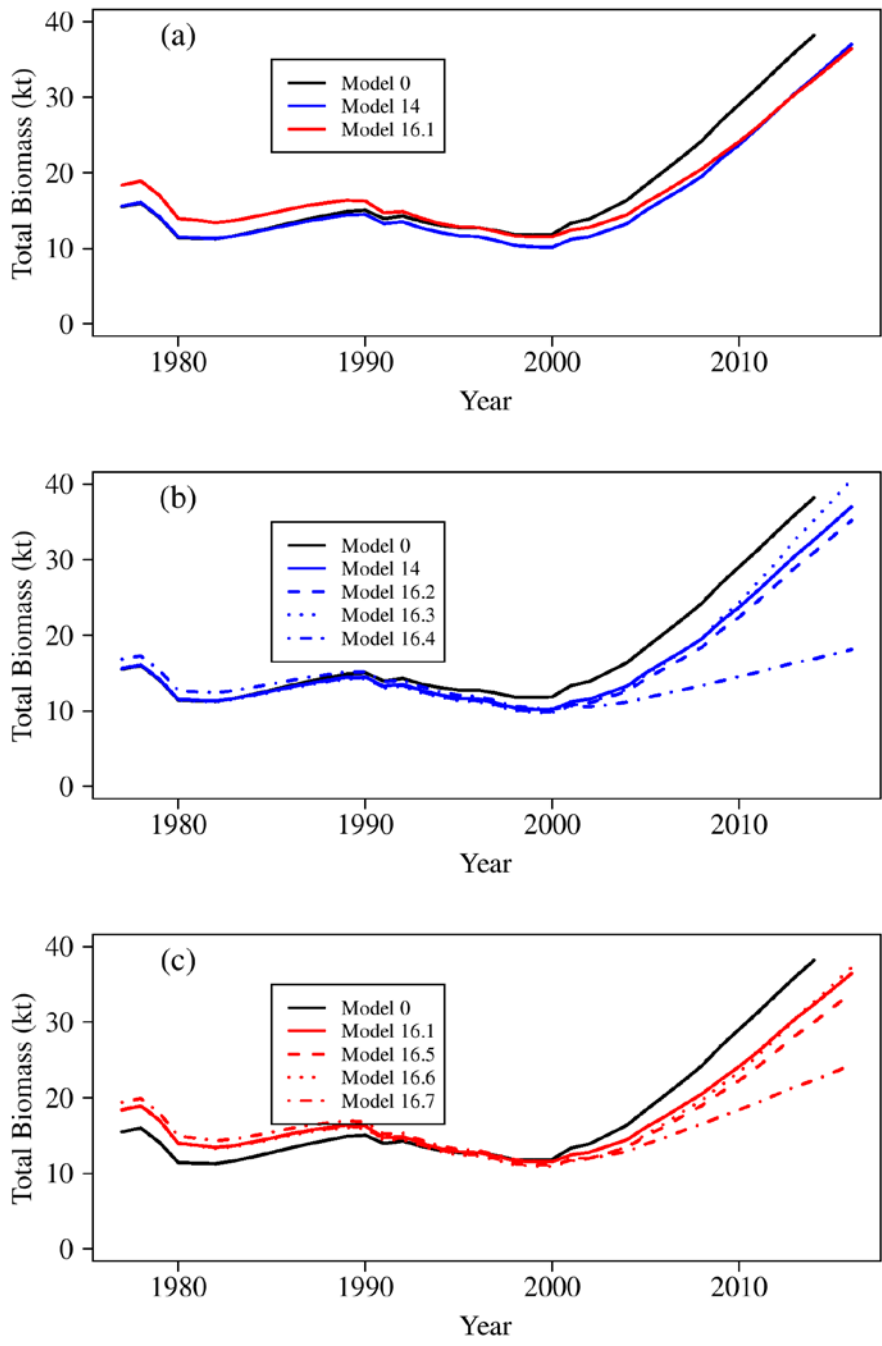 (a)
Model 0
Model 14
Model 16.1
Total Biomass (kt)
40
30
20
10
0
1980 1990 2000 2010
Year
(b)
Model 0
Model 14
Model 16.2
Model 16.3
Model 16.4
Total Biomass (kt)
40
30
20
10
0
1980 1990 2000 2010
Year
(c)
Model 0
Model 16.1
Model 16.5
Model 16.6
Model 16.7
Total Biomass (kt)
40
30
20
10
0
1980 1990 2000 2010
Year